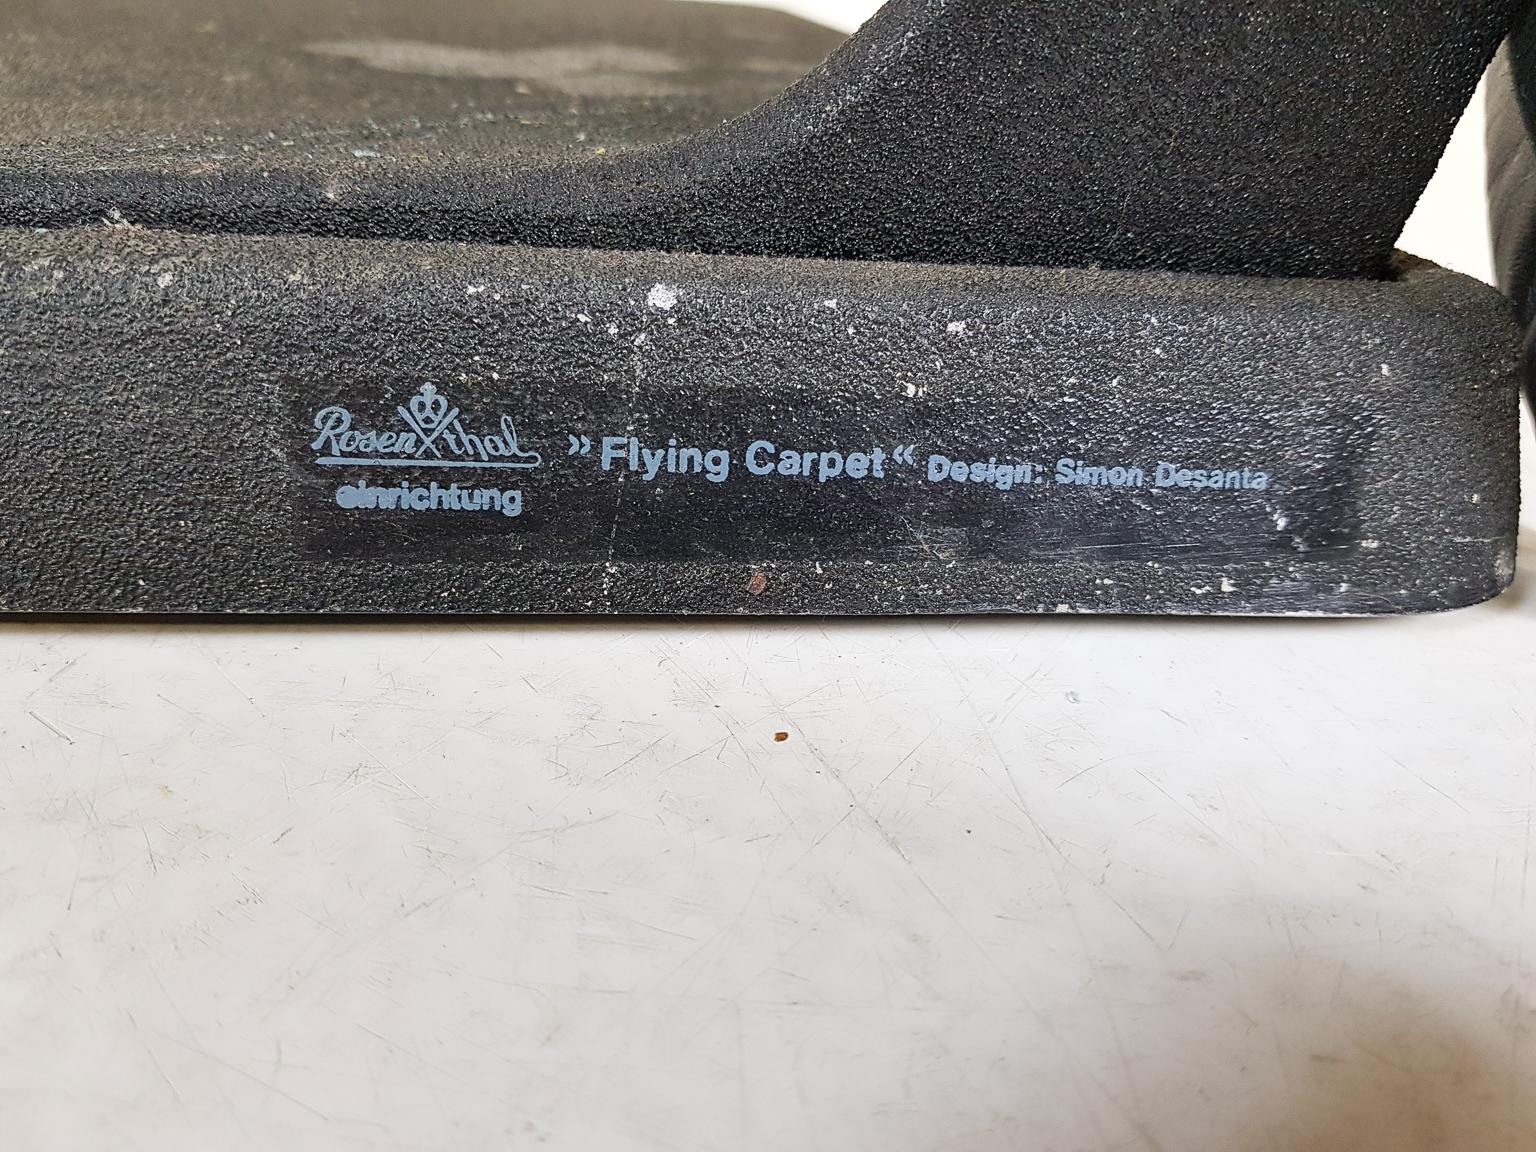 Rosenthal
einrichtung
»Flying Carpet« Design: Simon Desanta